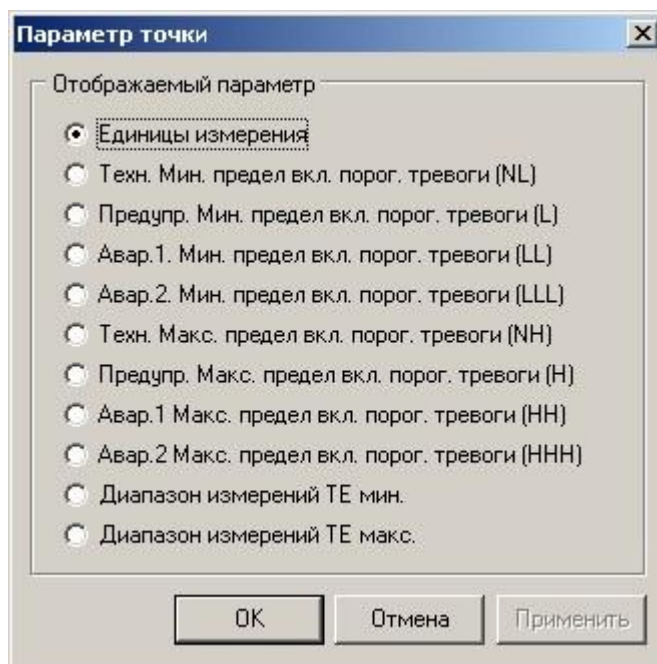 Параметр точки
Отображаемый параметр
Единицы измерения
Техн. Мин. предел вкл. порог. тревоги (NL)
Предупр. Мин. предел вкл. порог. тревоги (L)
Авар.1. Мин. предел вкл. порог. тревоги (LL)
Авар.2. Мин. предел вкл. порог. тревоги (LLL)
Техн. Макс. предел вкл. порог. тревоги (NH)
Предупр. Макс. предел вкл. порог. тревоги (H)
Авар.1 Макс. предел вкл. порог. тревоги (HH)
Авар.2 Макс. предел вкл. порог. тревоги (HHH)
Диапазон измерений ТЕ мин.
Диапазон измерений ТЕ макс.
OK Отмена Применить